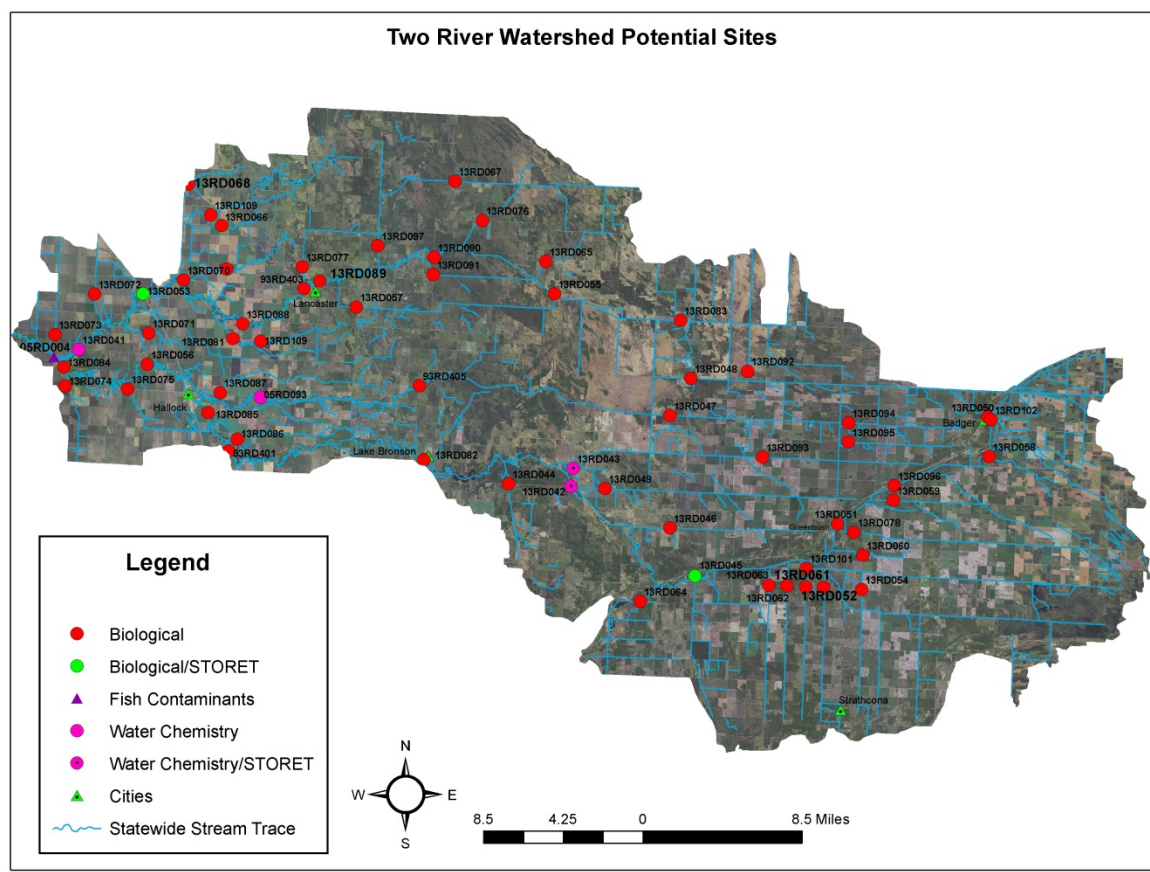 Two River Watershed Potential Sites
13RD067
13RD068
13RD109
13RD066
13RD076
13RD097
13RD090
13RD065
13RD077
13RD070
13RD091
93RD403
13RD089
13RD072
13RD053
Lancaster
13RD055
13RD057
13RD083
13RD088
13RD073
13RD071
13RD041
13RD081
13RD109
05RD004
13RD084
13RD056
13RD092
13RD048
13RD074
13RD075
93RD405
13RD087
05RD093
Hallock
13RD085
13RD047
13RD094
13RD050
13RD102
Badger
13RD086
13RD095
93RD401
Lake Bronson
13RD082
13RD093
13RD058
13RD043
13RD044
13RD042
13RD049
13RD096
13RD059
13RD046
13RD051
Greenbush
13RD078
13RD060
13RD045
13RD101
13RD063
13RD061
13RD064
13RD062
13RD052
13RD054
Strathcona
Legend
Biological
Biological/STORET
Fish Contaminants
Water Chemistry
Water Chemistry/STORET
Cities
Statewide Stream Trace
N
W
E
S
8.5 4.25 0 8.5 Miles